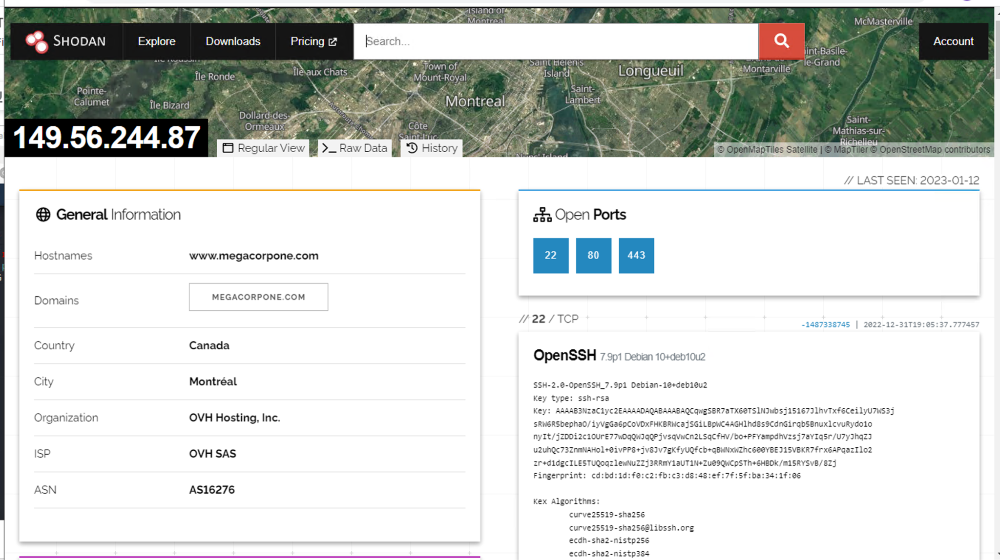 Island of
Montreal
McMasterville
SHODAN
Explore
Downloads
Pricing
Search...
Account
Saint-Basile-
le-Grand
Île Ronde
Île aux Chats
Town of
Mount-Royal
Saint Helen's
Island
Longueuil
Montarville
Pointe-
Calumet
Île Bizard
Montreal
Saint-
Lambert
Dollard-des-
Ormeaux
Côte
Saint-Luc
Saint-
Mathias-sur-
Richelieu
149.56.244.87
Regular View
>_ Raw Data
History
© OpenMapTiles Satellite | © MapTiler © OpenStreetMap contributors
// LAST SEEN: 2023-01-12
General Information
Hostnames
www.megacorpone.com
Domains
MEGACORPONE.COM
Country
Canada
City
Montréal
Organization
OVH Hosting, Inc.
ISP
OVH SAS
ASN
AS16276
Open Ports
22 80 443
// 22 / TCP
-1487338745 | 2022-12-31T19:05:37.777457
OpenSSH 7.9p1 Debian 10+deb10u2
SSH-2.0-OpenSSH_7.9p1 Debian-10+deb10u2
Key type: ssh-rsa
Key: AAAAB3NzaC1yc2EAAAADAQABAAABAQCqwgSBR7aTX60TSlNJwbsj15167JlhvTxf6CeilyU7WS3j
sRW6R5bephaO/iyVgGa6pCoVDxFHKBRWcajSGiLBpWC4AGHlhd8s9CdnGirqb5Bnuxlcvu​Rydo1o
nyIt/jZDDi2c1OUrE77wDqQWJqQPjvsqVwCn2LSqCfHV/bo+PFYampdhVzsj7aYIq5r/U7yJhqZJ
u2uhQc73ZnmNAHol+0ivPP8+jv8Jv7gKfyUQfcb+qBWNxWZhc600YBEJ15VBKR7frx6APqazIlo2
zr+d1dgcILE5TUQoqzlewNuZZj3RRmY1aUT1N+Zu09QWCpSTh+6HBDk/m15RYSvB/8Zj
Fingerprint: cd:bd:1d:f0:c2:fb:c3:d8:48:ef:7f:5f:ba:34:1f:06
Kex Algorithms:
curve25519-sha256
curve25519-sha256@libssh.org
ecdh-sha2-nistp256
ecdh-sha2-nistp384